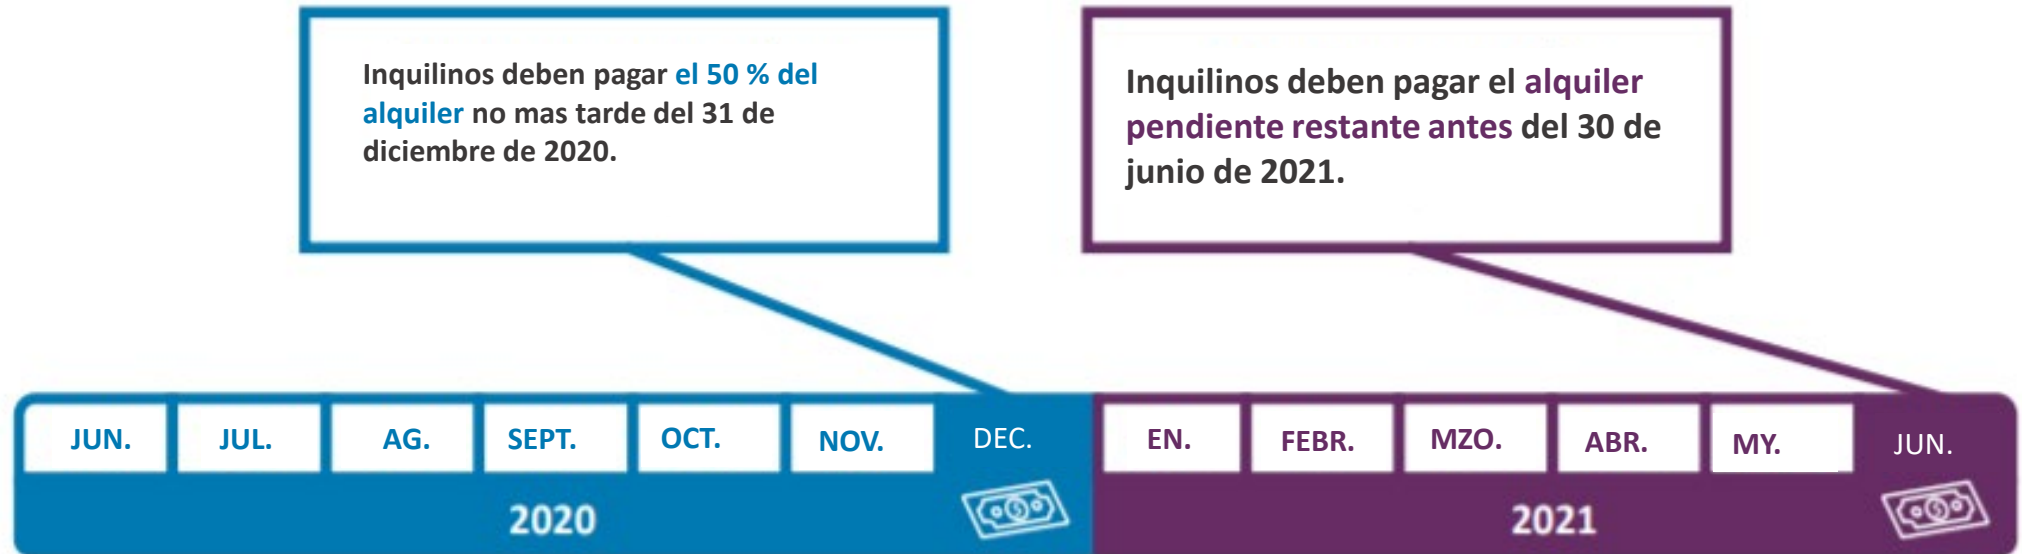 Inquilinos deben pagar el 50 % del
alquiler no mas tarde del 31 de
diciembre de 2020.
Inquilinos deben pagar el alquiler
pendiente restante antes del 30 de
junio de 2021.
JUN. JUL. AG. SEPT. OCT. NOV. DEC. EN. FEBR. MZO. ABR. MY. JUN.
2020 2021